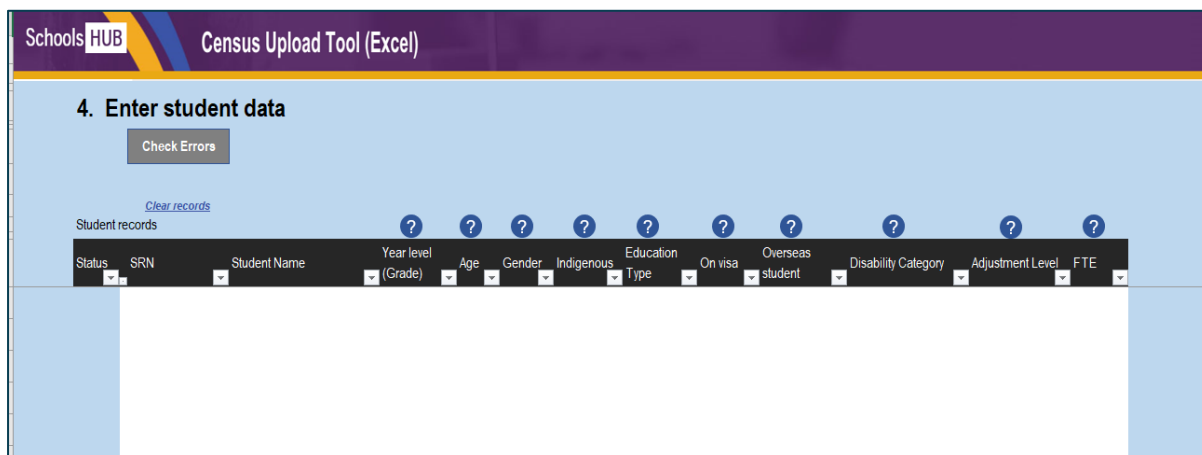 Schools HUB
Census Upload Tool (Excel)
4. Enter student data
Check Errors
Clear records
Student records
? ? ? ? ? ? ? ? ? ?
Status SRN Student Name Year level (Grade) Age Gender Indigenous Education Type On visa Overseas student Disability Category Adjustment Level FTE